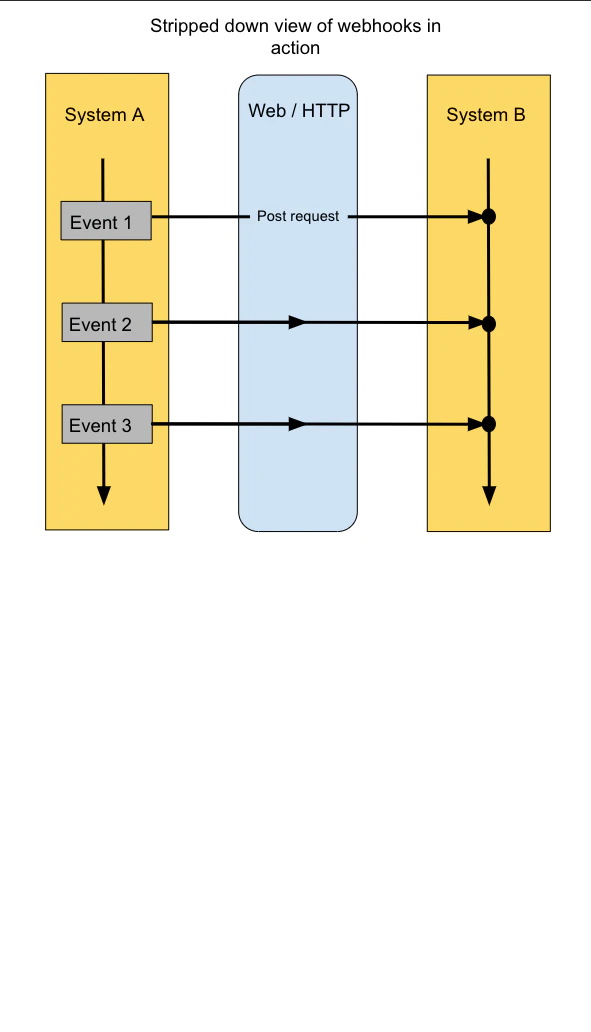 Stripped down view of webhooks in
action
System A
Web / HTTP
System B
Event 1
Post request
Event 2
Event 3